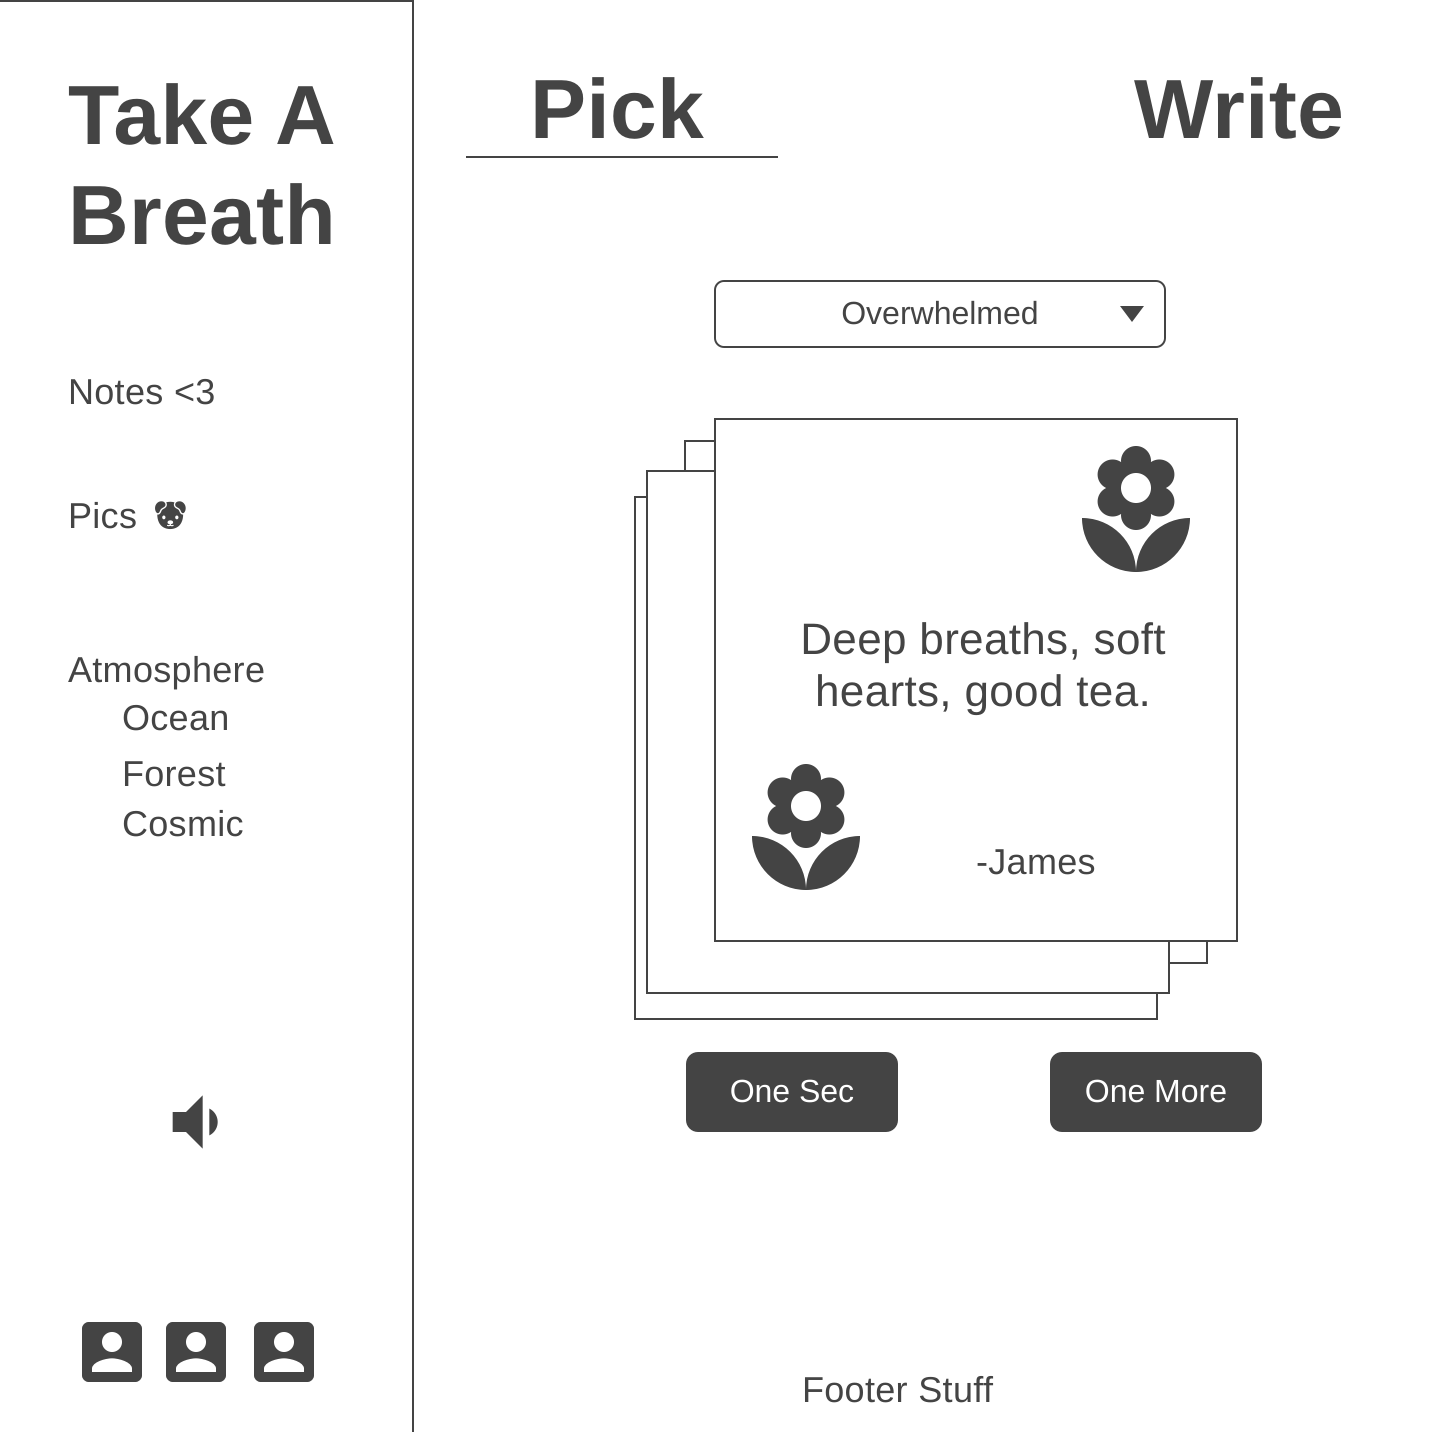 Take A
Breath
Notes <3
Pics
Atmosphere
Ocean
Forest
Cosmic
Pick
Write
Overwhelmed
Deep breaths, soft
hearts, good tea.
-James
One Sec
One More
Footer Stuff